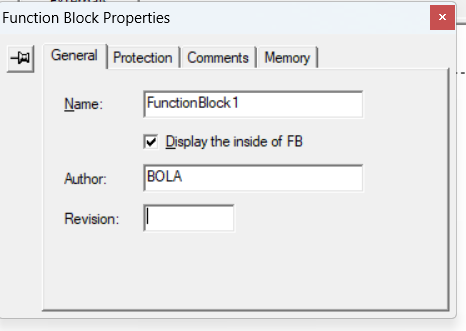 Function Block Properties
General Protection Comments Memory
Name: FunctionBlock1
Display the inside of FB
Author: BOLA
Revision: